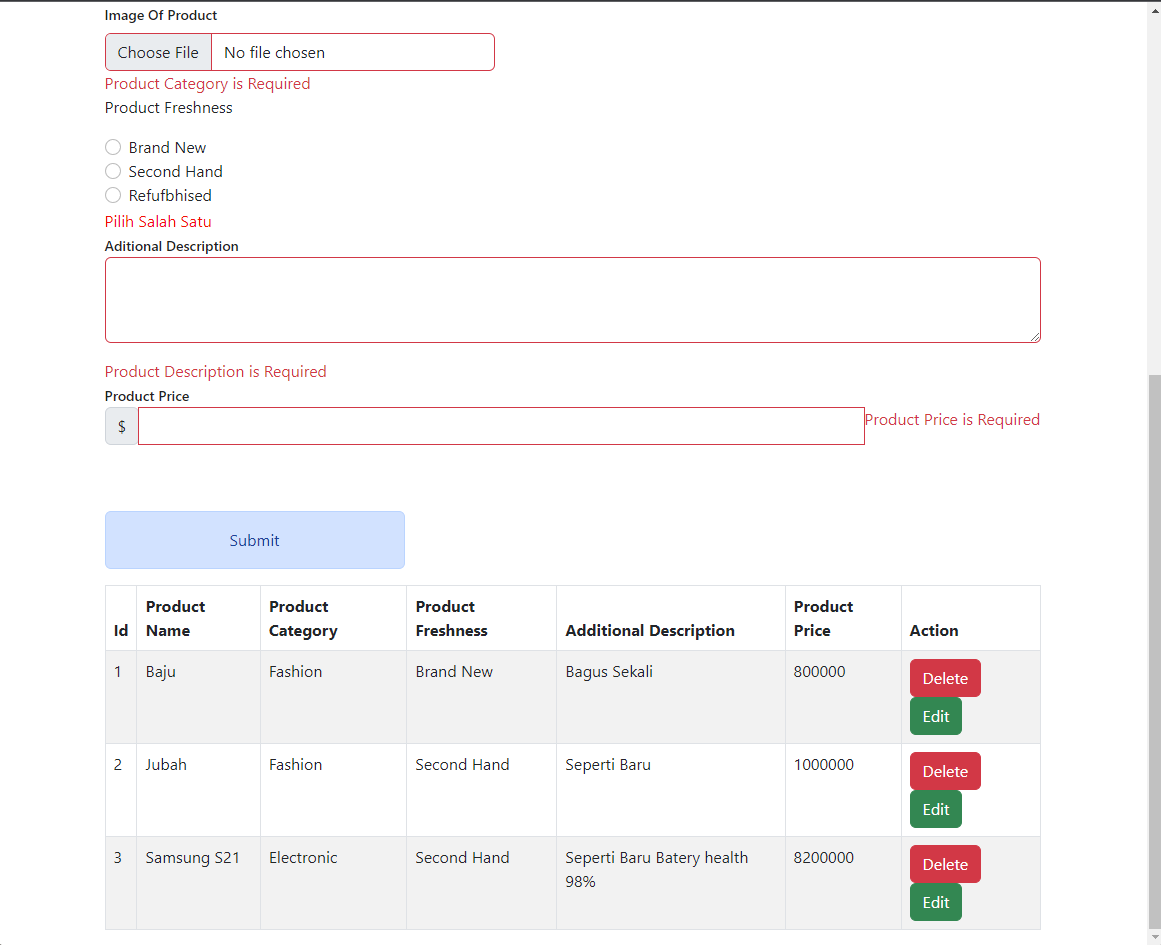 Image Of Product
Choose File No file chosen
Product Category is Required
Product Freshness
Brand New
Second Hand
Refufbhised
Pilih Salah Satu
Aditional Description
Product Description is Required
Product Price
$ Product Price is Required
Submit
Id Product Name Product Category Product Freshness Additional Description Product Price Action
1 Baju Fashion Brand New Bagus Sekali 800000 Delete
Edit
2 Jubah Fashion Second Hand Seperti Baru 1000000 Delete
Edit
3 Samsung S21 Electronic Second Hand Seperti Baru Batery health 98% 8200000 Delete
Edit